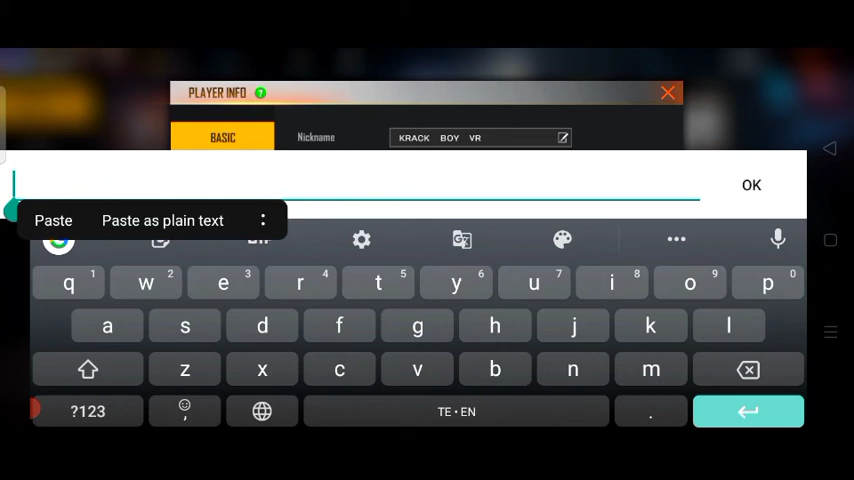 PLAYER INFO ?
BASIC
Nickname
KRACK BOY VR
OK
Paste
Paste as plain text
q 1 w 2 e 3 r 4 t 5 y 6 u 7 i 8 o 9 p 0
a s d f g h j k l
z x c v b n m
?123 , TE • EN .